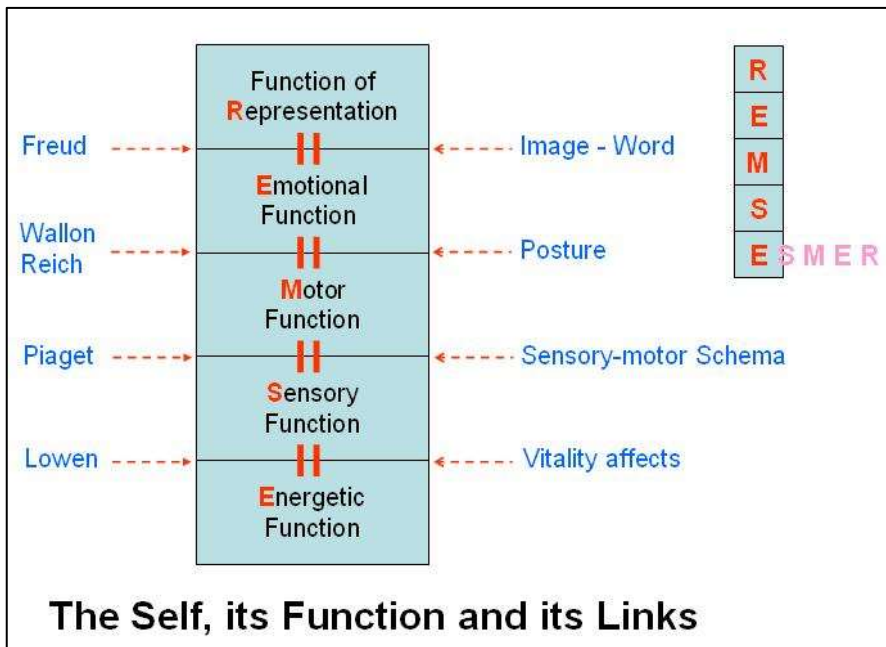 Function of
Representation
R
E
M
S
E S M E R
Freud
Image - Word
Emotional
Function
Wallon
Reich
Posture
Motor
Function
Piaget
Sensory-motor Schema
Sensory
Function
Lowen
Vitality affects
Energetic
Function
The Self, its Function and its Links